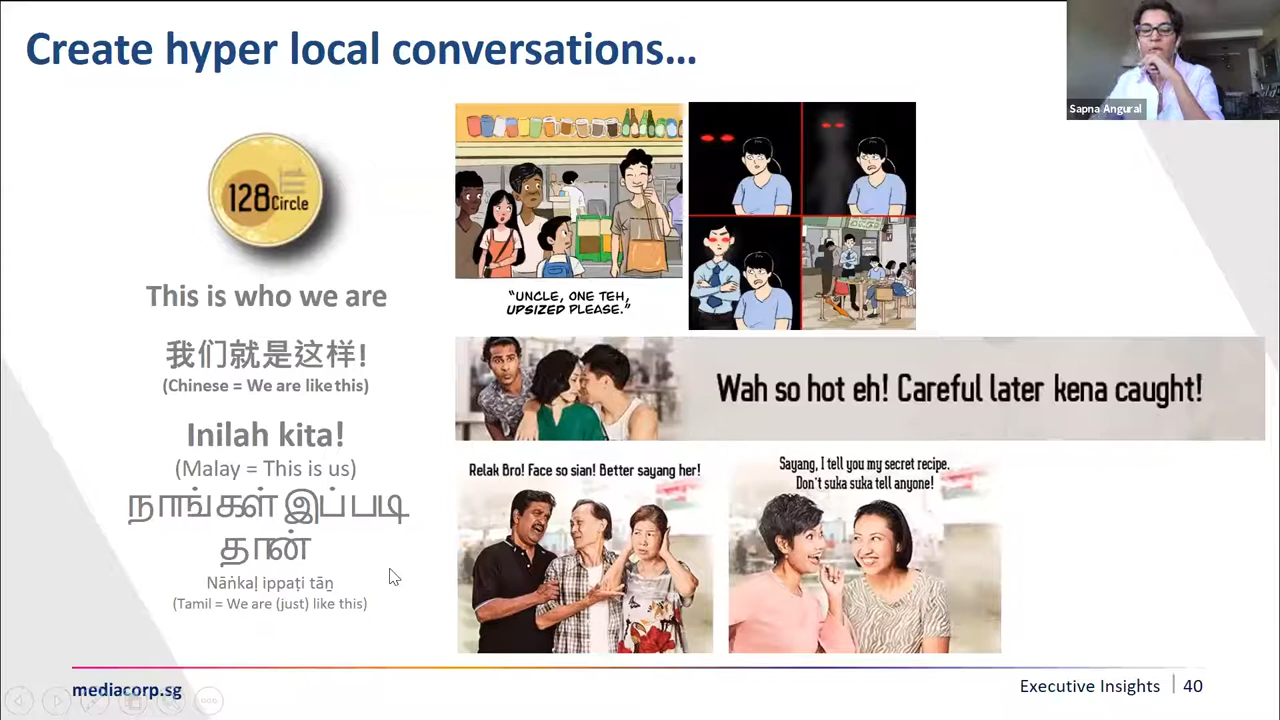 Create hyper local conversations...
Sapna Angural
128 Circle
This is who we are
我们就是这样!
(Chinese = We are like this)
Inilah kita!
(Malay = This is us)
நாங்கள் இப்படி
தான்
Nāṅkaḷ ippaṭi tāṉ
(Tamil = We are (just) like this)
"UNCLE, ONE TEH,
UPSIZED PLEASE."
Wah so hot eh! Careful later kena caught!
Relak Bro! Face so sian! Better sayang her!
Sayang, I tell you my secret recipe.
Don't suka suka tell anyone!
mediacorp.sg
Executive Insights | 40